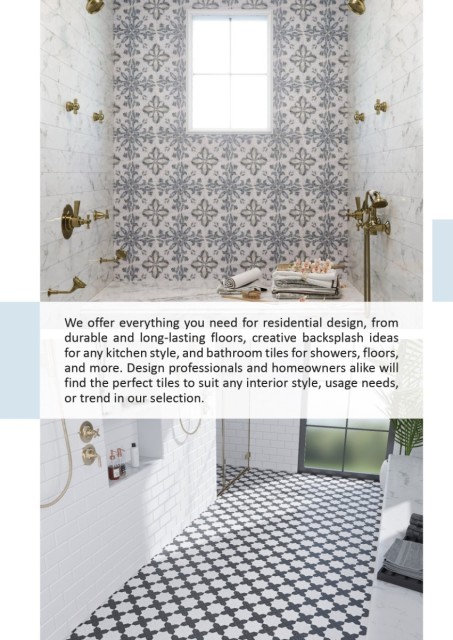 We offer everything you need for residential design, from
durable and long-lasting floors, creative backsplash ideas
for any kitchen style, and bathroom tiles for showers, floors,
and more. Design professionals and homeowners alike will
find the perfect tiles to suit any interior style, usage needs,
or trend in our selection.